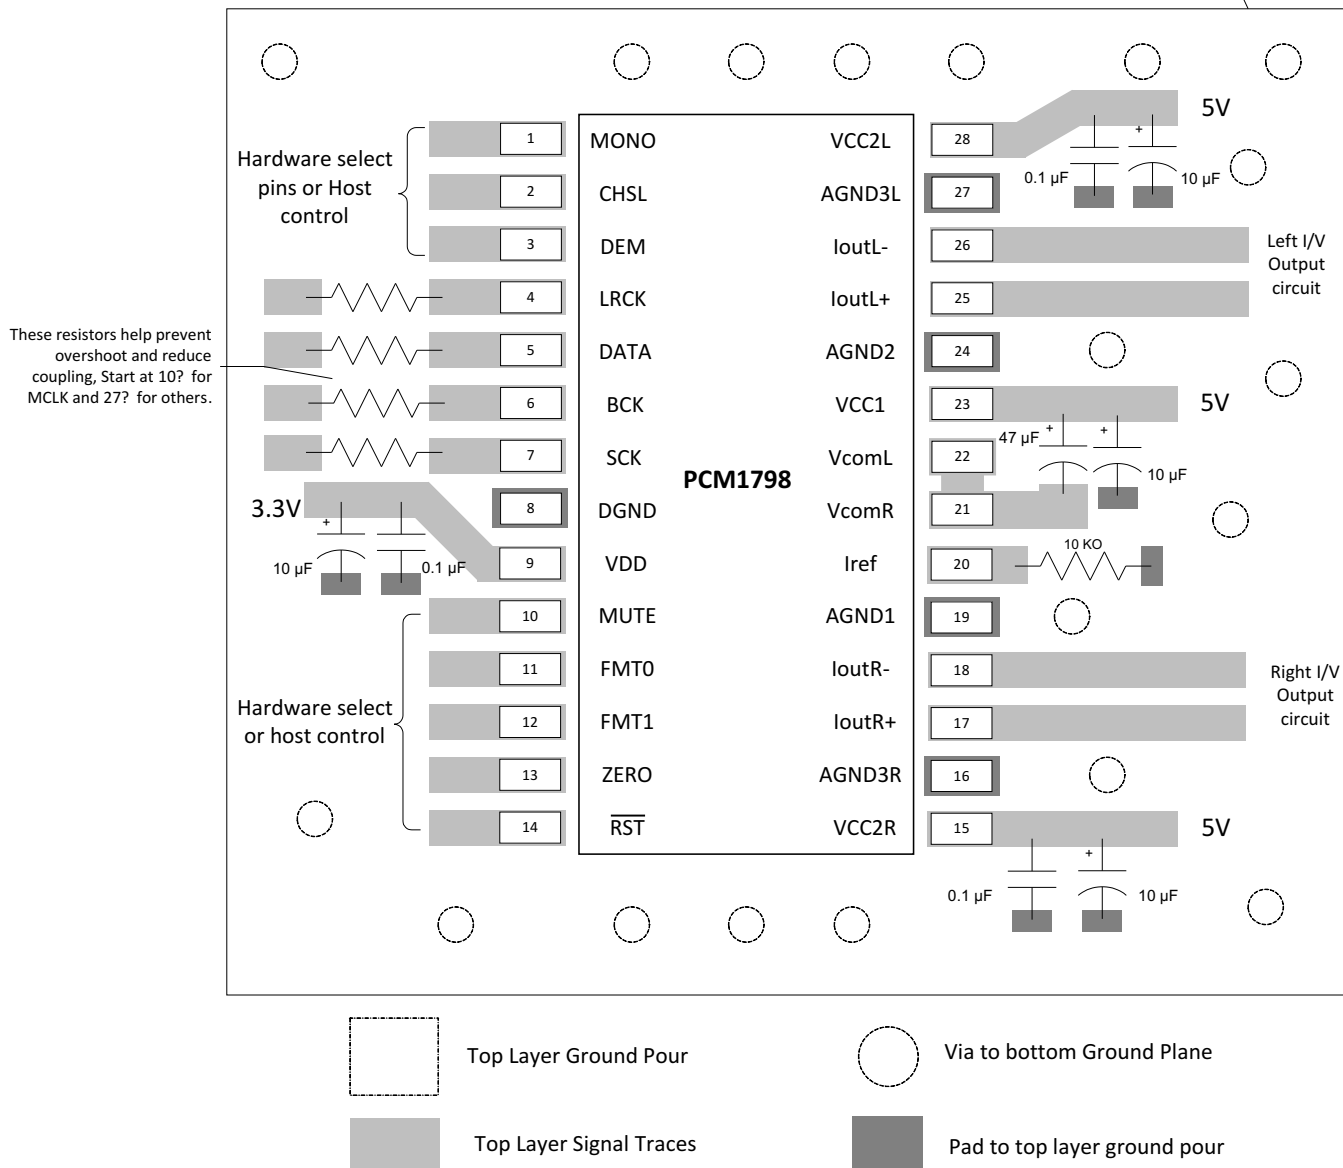 5V
1
MONO
VCC2L
28
Hardware select
pins or Host
control
0.1 µF
+
10 µF
2
CHSL
AGND3L
27
3
DEM
IoutL-
26
Left I/V
Output
circuit
4
LRCK
IoutL+
25
These resistors help prevent
overshoot and reduce
coupling, Start at 10? for
MCLK and 27? for others.
5
DATA
AGND2
24
6
BCK
VCC1
23
5V
47 µF
+
+
10 µF
7
SCK
VcomL
22
PCM1798
3.3V
8
DGND
VcomR
21
+
10 µF
0.1 µF
9
VDD
Iref
20
10 KO
10
MUTE
AGND1
19
11
FMT0
IoutR-
18
Right I/V
Output
circuit
Hardware select
or host control
12
FMT1
IoutR+
17
13
ZERO
AGND3R
16
14
RST
VCC2R
15
5V
0.1 µF
+
10 µF
Top Layer Ground Pour
Via to bottom Ground Plane
Top Layer Signal Traces
Pad to top layer ground pour